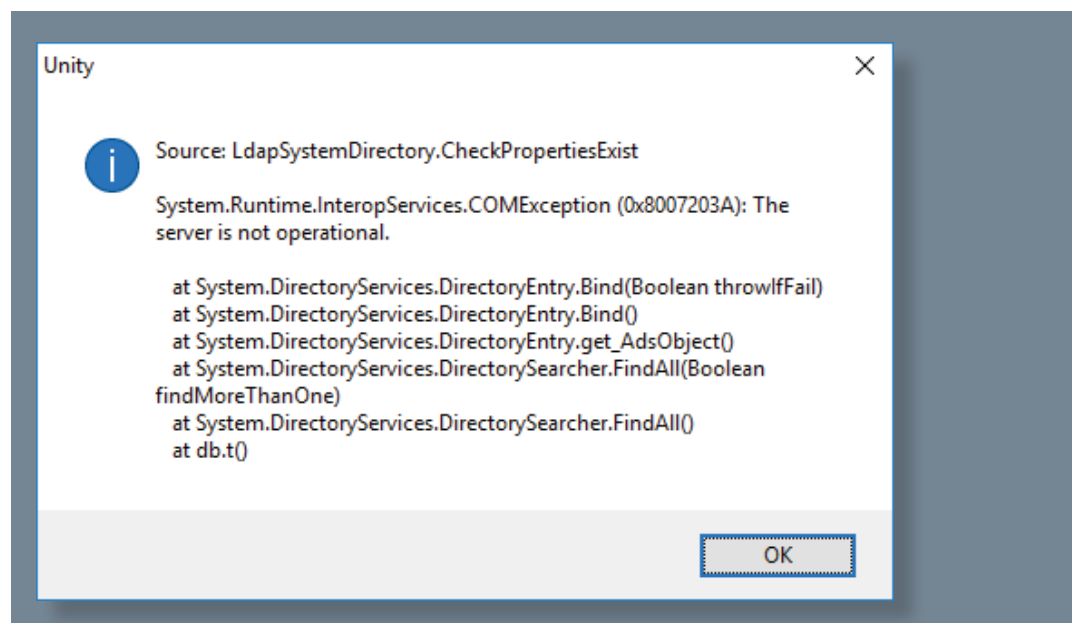 Unity
Source: LdapSystemDirectory.CheckPropertiesExist
System.Runtime.InteropServices.COMException (0x8007203A): The
server is not operational.
at System.DirectoryServices.DirectoryEntry.Bind(Boolean throwIfFail)
at System.DirectoryServices.DirectoryEntry.Bind()
at System.DirectoryServices.DirectoryEntry.get_AdsObject()
at System.DirectoryServices.DirectorySearcher.FindAll(Boolean
findMoreThanOne)
at System.DirectoryServices.DirectorySearcher.FindAll()
at db.t()
OK